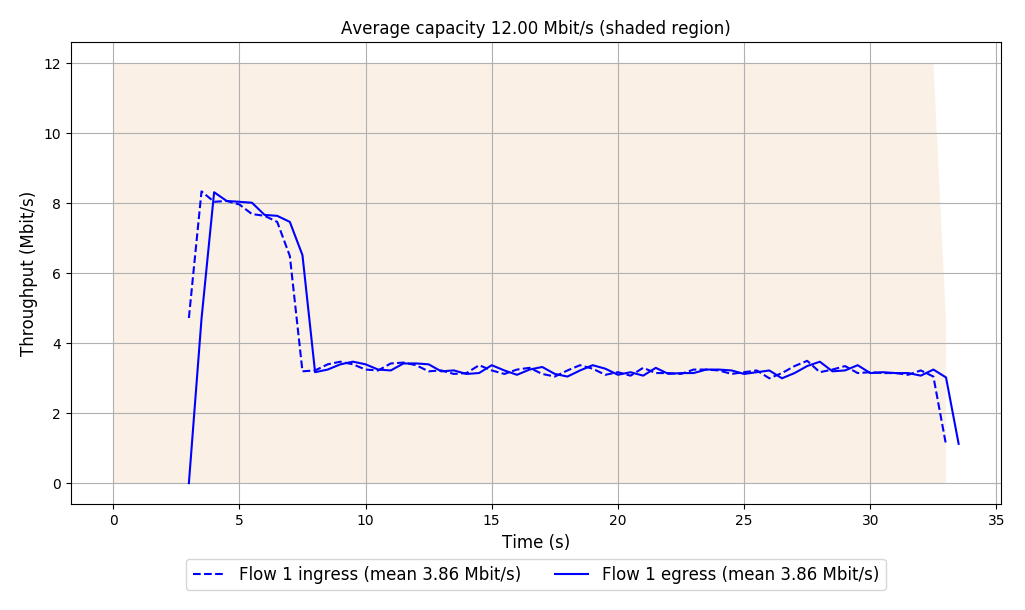 Average capacity 12.00 Mbit/s (shaded region)
Throughput (Mbit/s)
12
10
8
6
4
2
0
0 5 10 15 20 25 30 35
Time (s)
Flow 1 ingress (mean 3.86 Mbit/s) Flow 1 egress (mean 3.86 Mbit/s)